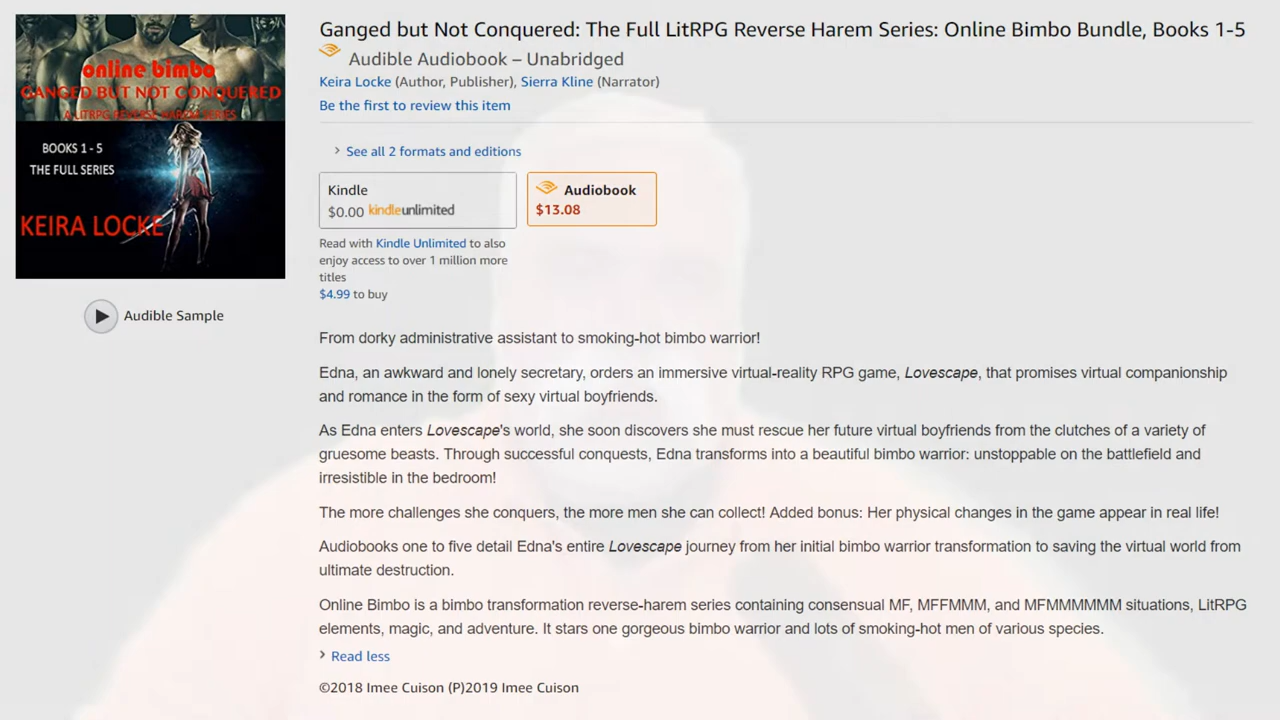 Ganged but Not Conquered: The Full LitRPG Reverse Harem Series: Online Bimbo Bundle, Books 1-5
Audible Audiobook – Unabridged
Keira Locke (Author, Publisher), Sierra Kline (Narrator)
Be the first to review this item
See all 2 formats and editions
Kindle
$0.00 kindleunlimited
Audiobook
$13.08
Read with Kindle Unlimited to also
enjoy access to over 1 million more
titles
$4.99 to buy
online bimbo
GANGED BUT NOT CONQUERED
A LITRPG REVERSE HAREM SERIES
BOOKS 1 - 5
THE FULL SERIES
KEIRA LOCKE
Audible Sample
From dorky administrative assistant to smoking-hot bimbo warrior!
Edna, an awkward and lonely secretary, orders an immersive virtual-reality RPG game, Lovescape, that promises virtual companionship
and romance in the form of sexy virtual boyfriends.
As Edna enters Lovescape's world, she soon discovers she must rescue her future virtual boyfriends from the clutches of a variety of
gruesome beasts. Through successful conquests, Edna transforms into a beautiful bimbo warrior: unstoppable on the battlefield and
irresistible in the bedroom!
The more challenges she conquers, the more men she can collect! Added bonus: Her physical changes in the game appear in real life!
Audiobooks one to five detail Edna's entire Lovescape journey from her initial bimbo warrior transformation to saving the virtual world from
ultimate destruction.
Online Bimbo is a bimbo transformation reverse-harem series containing consensual MF, MFFMMM, and MFMMMMMM situations, LitRPG
elements, magic, and adventure. It stars one gorgeous bimbo warrior and lots of smoking-hot men of various species.
Read less
©2018 Imee Cuison (P)2019 Imee Cuison